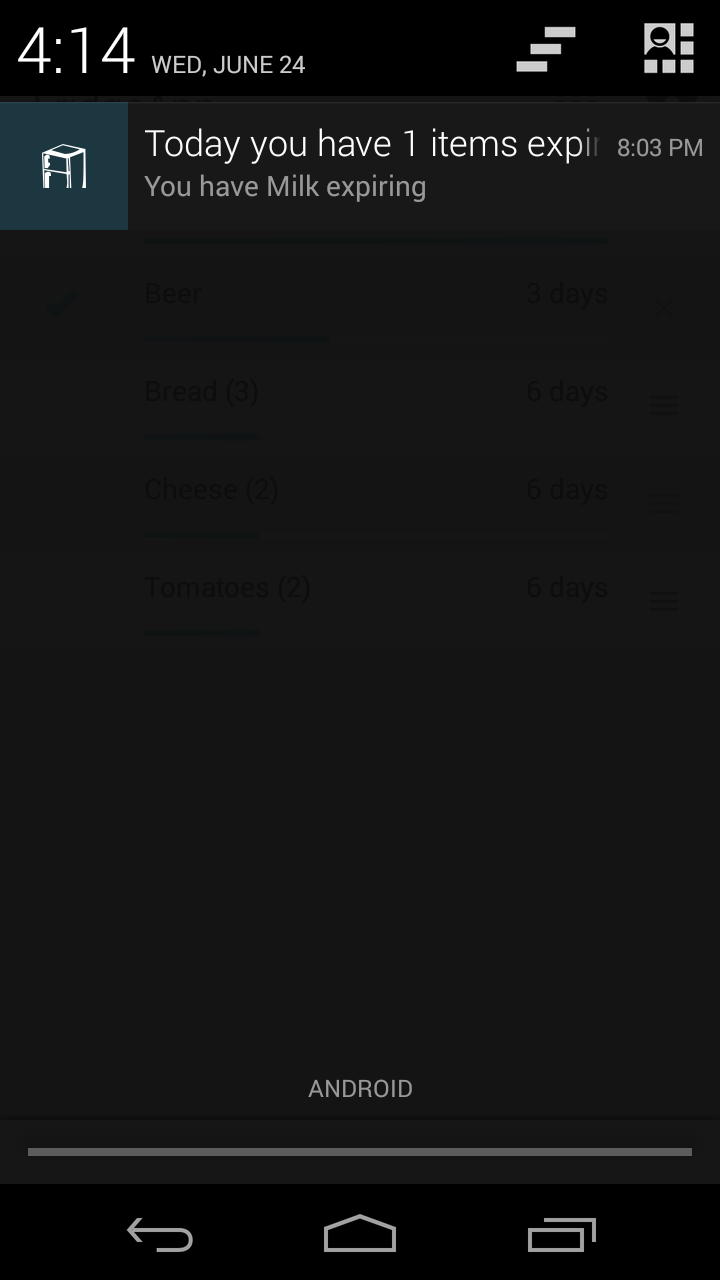 4:14 WED, JUNE 24
Today you have 1 items expir 8:03 PM
You have Milk expiring
Beer 3 days
Bread (3) 6 days
Cheese (2) 6 days
Tomatoes (2) 6 days
ANDROID